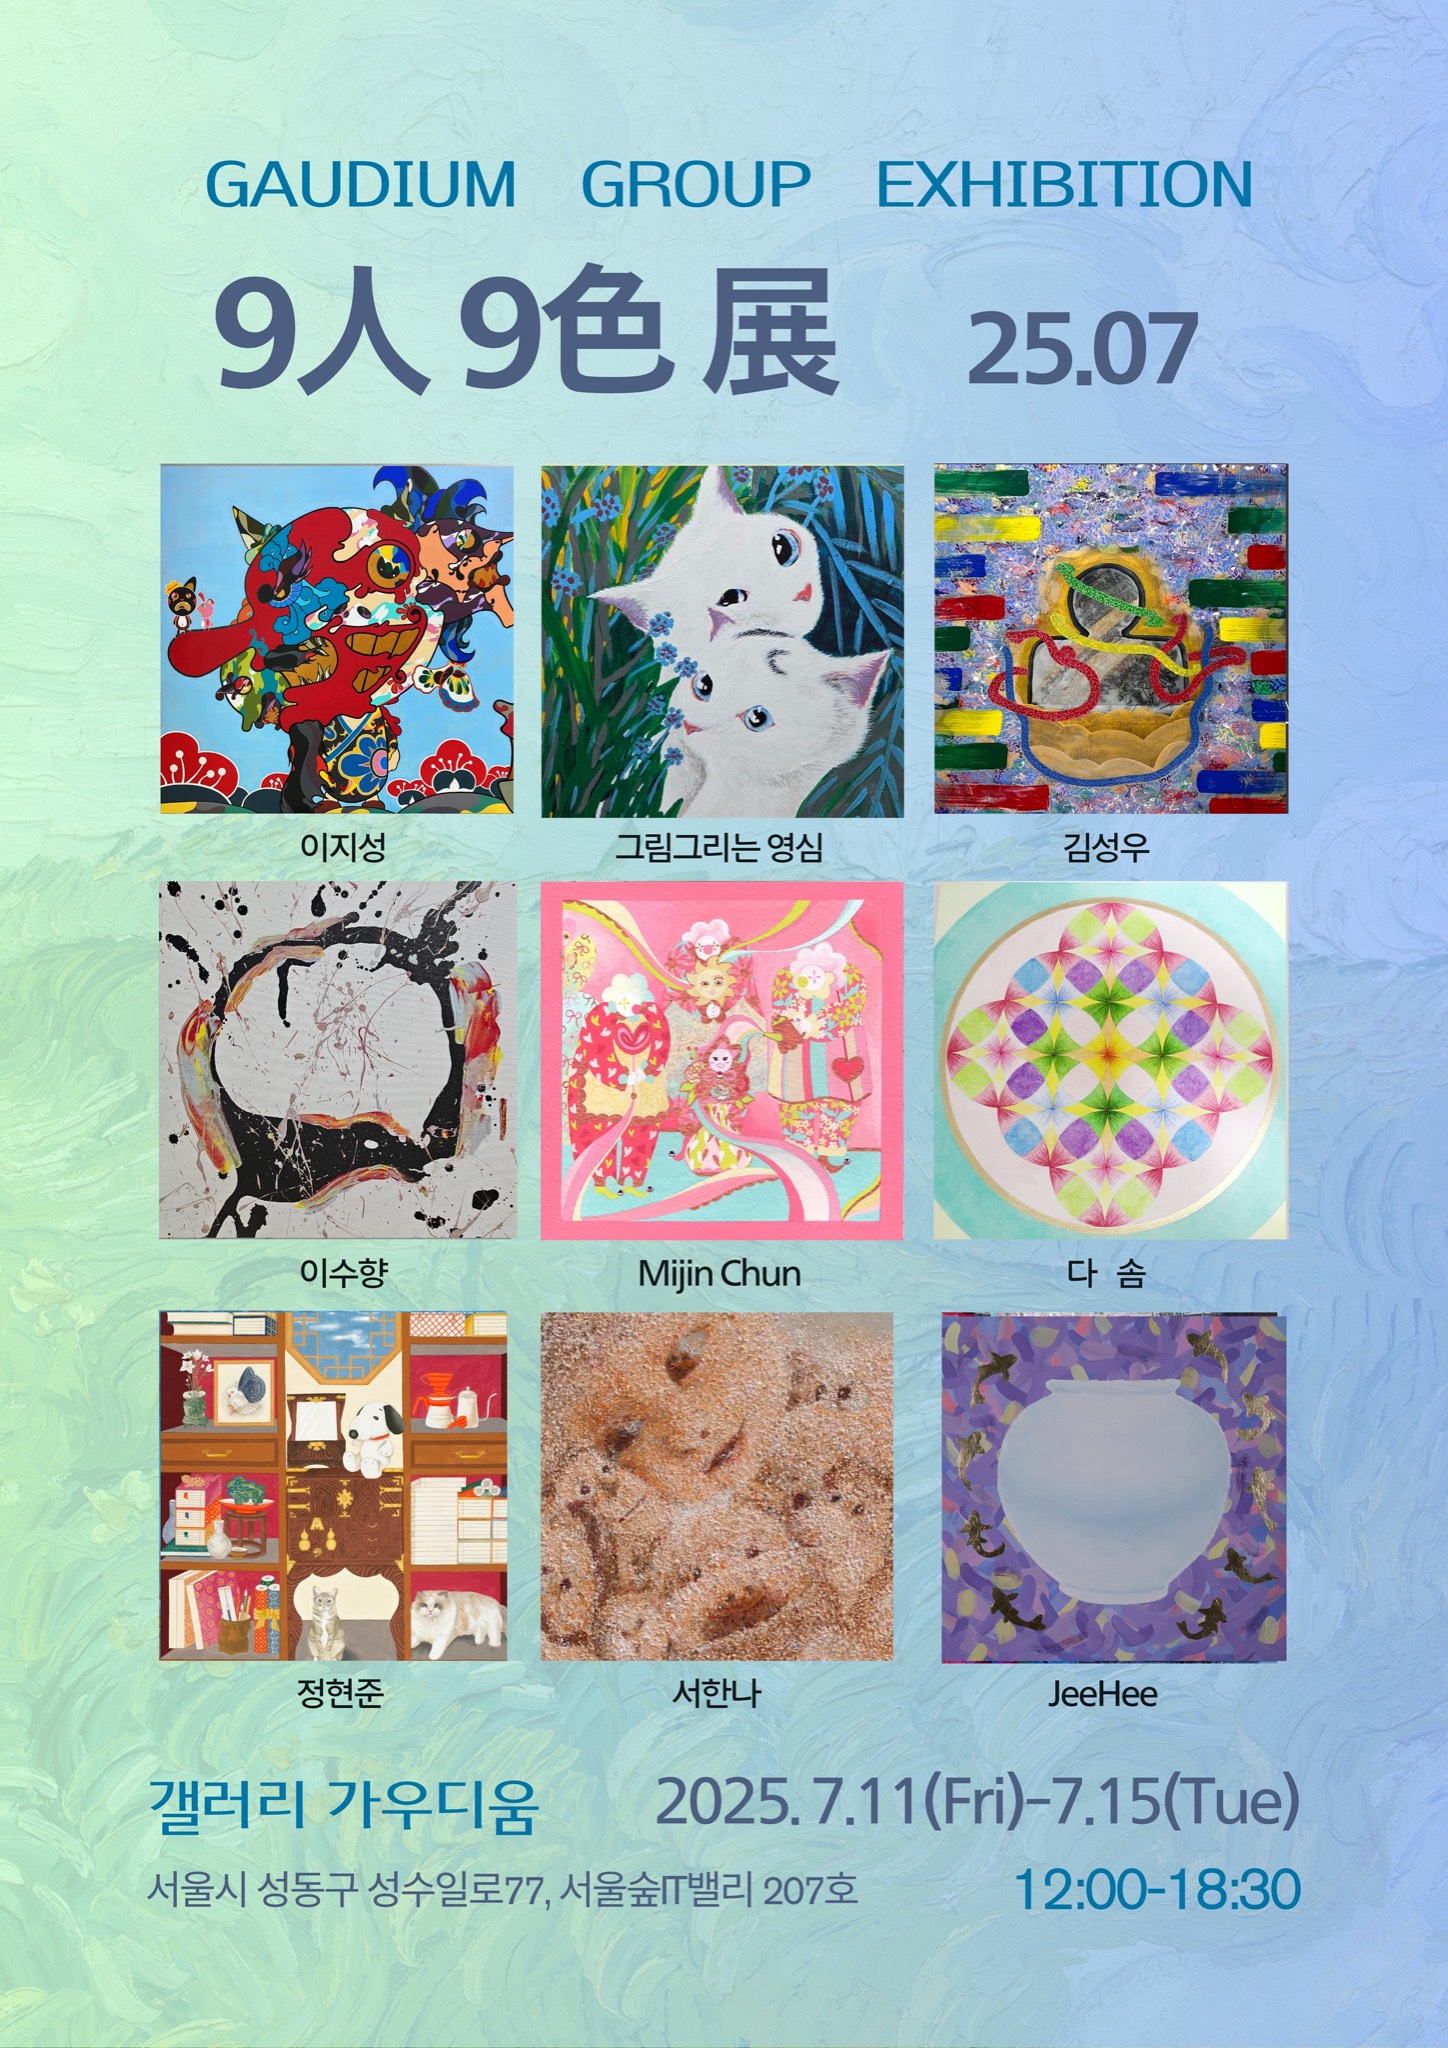 GAUDIUM GROUP EXHIBITION
9人 9色 展 25.07
이지성 그림그리는 영심 김성우
이수향 Mijin Chun 다 솜
정현준 서한나 JeeHee
갤러리 가우디움 2025. 7.11(Fri)-7.15(Tue)
서울시 성동구 성수일로77, 서울숲IT밸리 207호 12:00-18:30